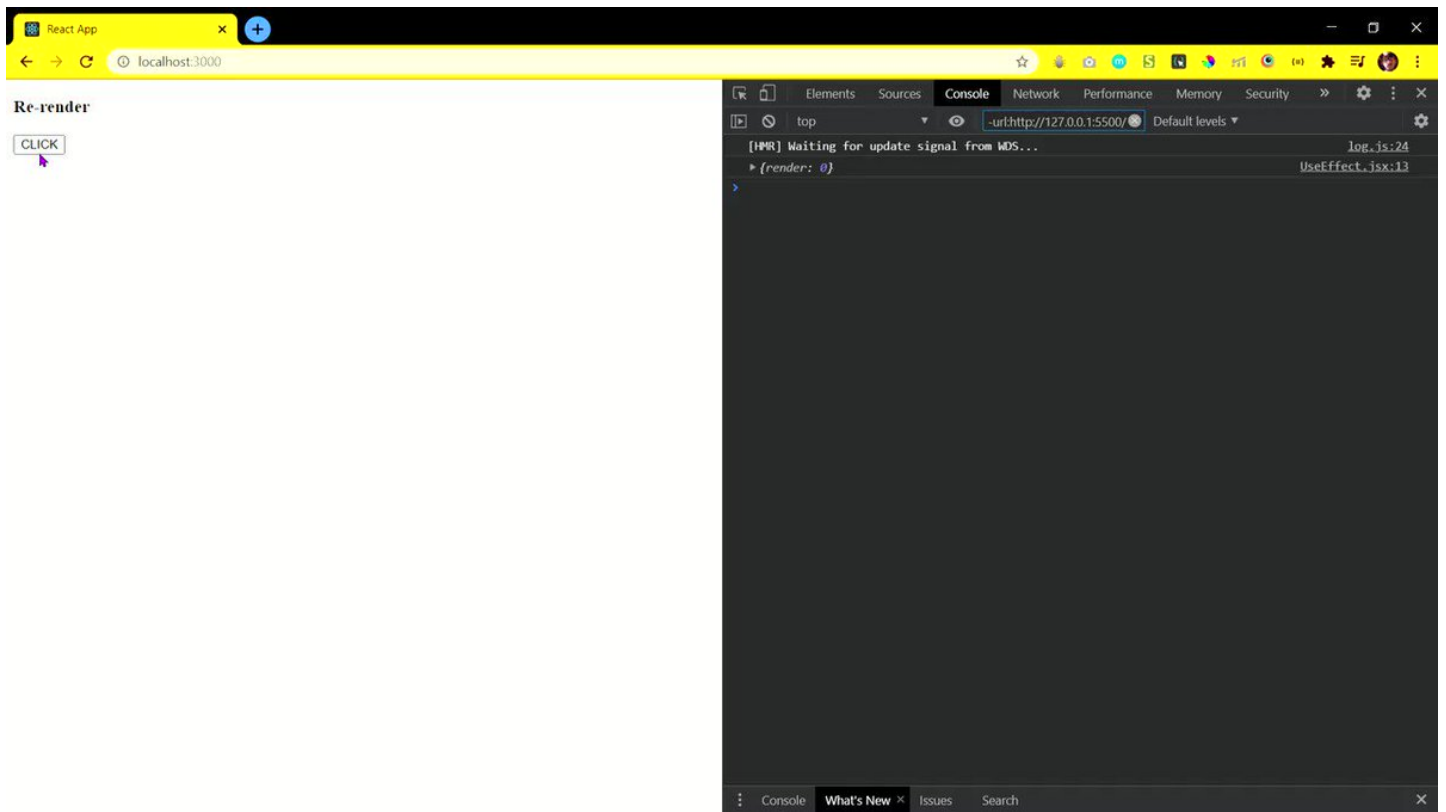 React App
localhost:3000
Re-render
CLICK
Elements Sources Console Network Performance Memory Security
top -url:http://127.0.0.1:5500/ Default levels
[HMR] Waiting for update signal from WDS... log.js:24
{render: 0} UseEffect.jsx:13
Console What's New Issues Search